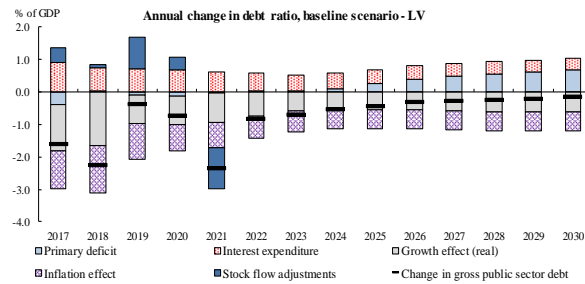 % of GDP
Annual change in debt ratio, baseline scenario - LV
2.0
1.0
0.0
-1.0
-2.0
-3.0
-4.0
2017 2018 2019 2020 2021 2022 2023 2024 2025 2026 2027 2028 2029 2030
Primary deficit Interest expenditure Growth effect (real)
Inflation effect Stock flow adjustments Change in gross public sector debt